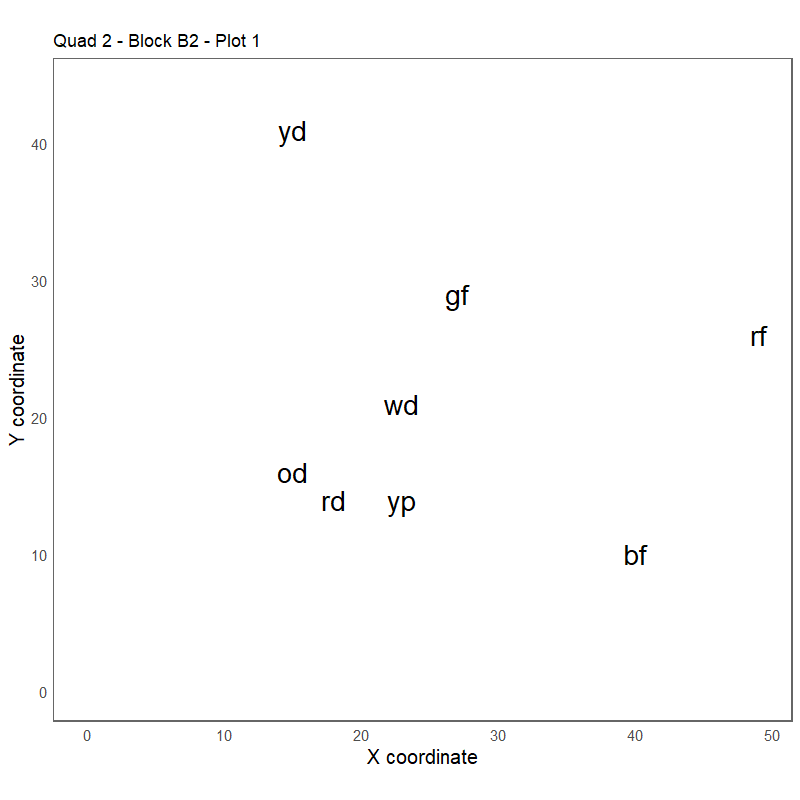 Quad 2 - Block B2 - Plot 1
yd
40
30
gf
rf
wd
20
od
rd
yp
bf
10
0
Y coordinate
0 10 20 30 40 50
X coordinate